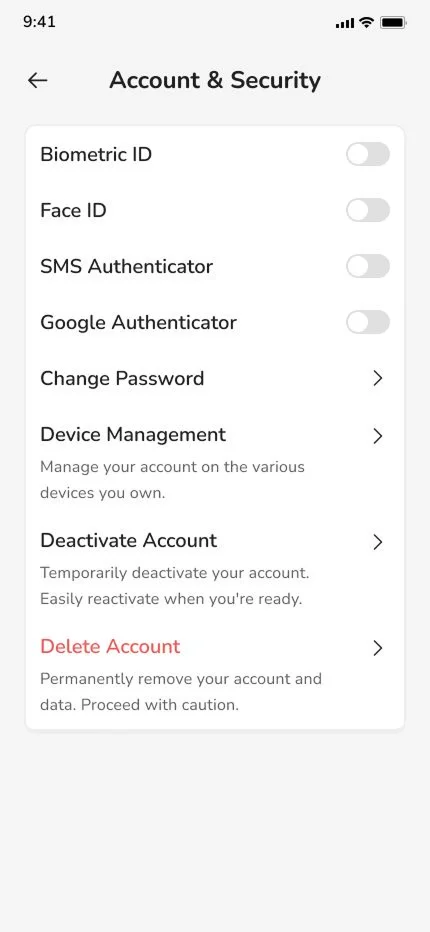 9:41
Account & Security
Biometric ID
Face ID
SMS Authenticator
Google Authenticator
Change Password
Device Management
Manage your account on the various
devices you own.
Deactivate Account
Temporarily deactivate your account.
Easily reactivate when you're ready.
Delete Account
Permanently remove your account and
data. Proceed with caution.